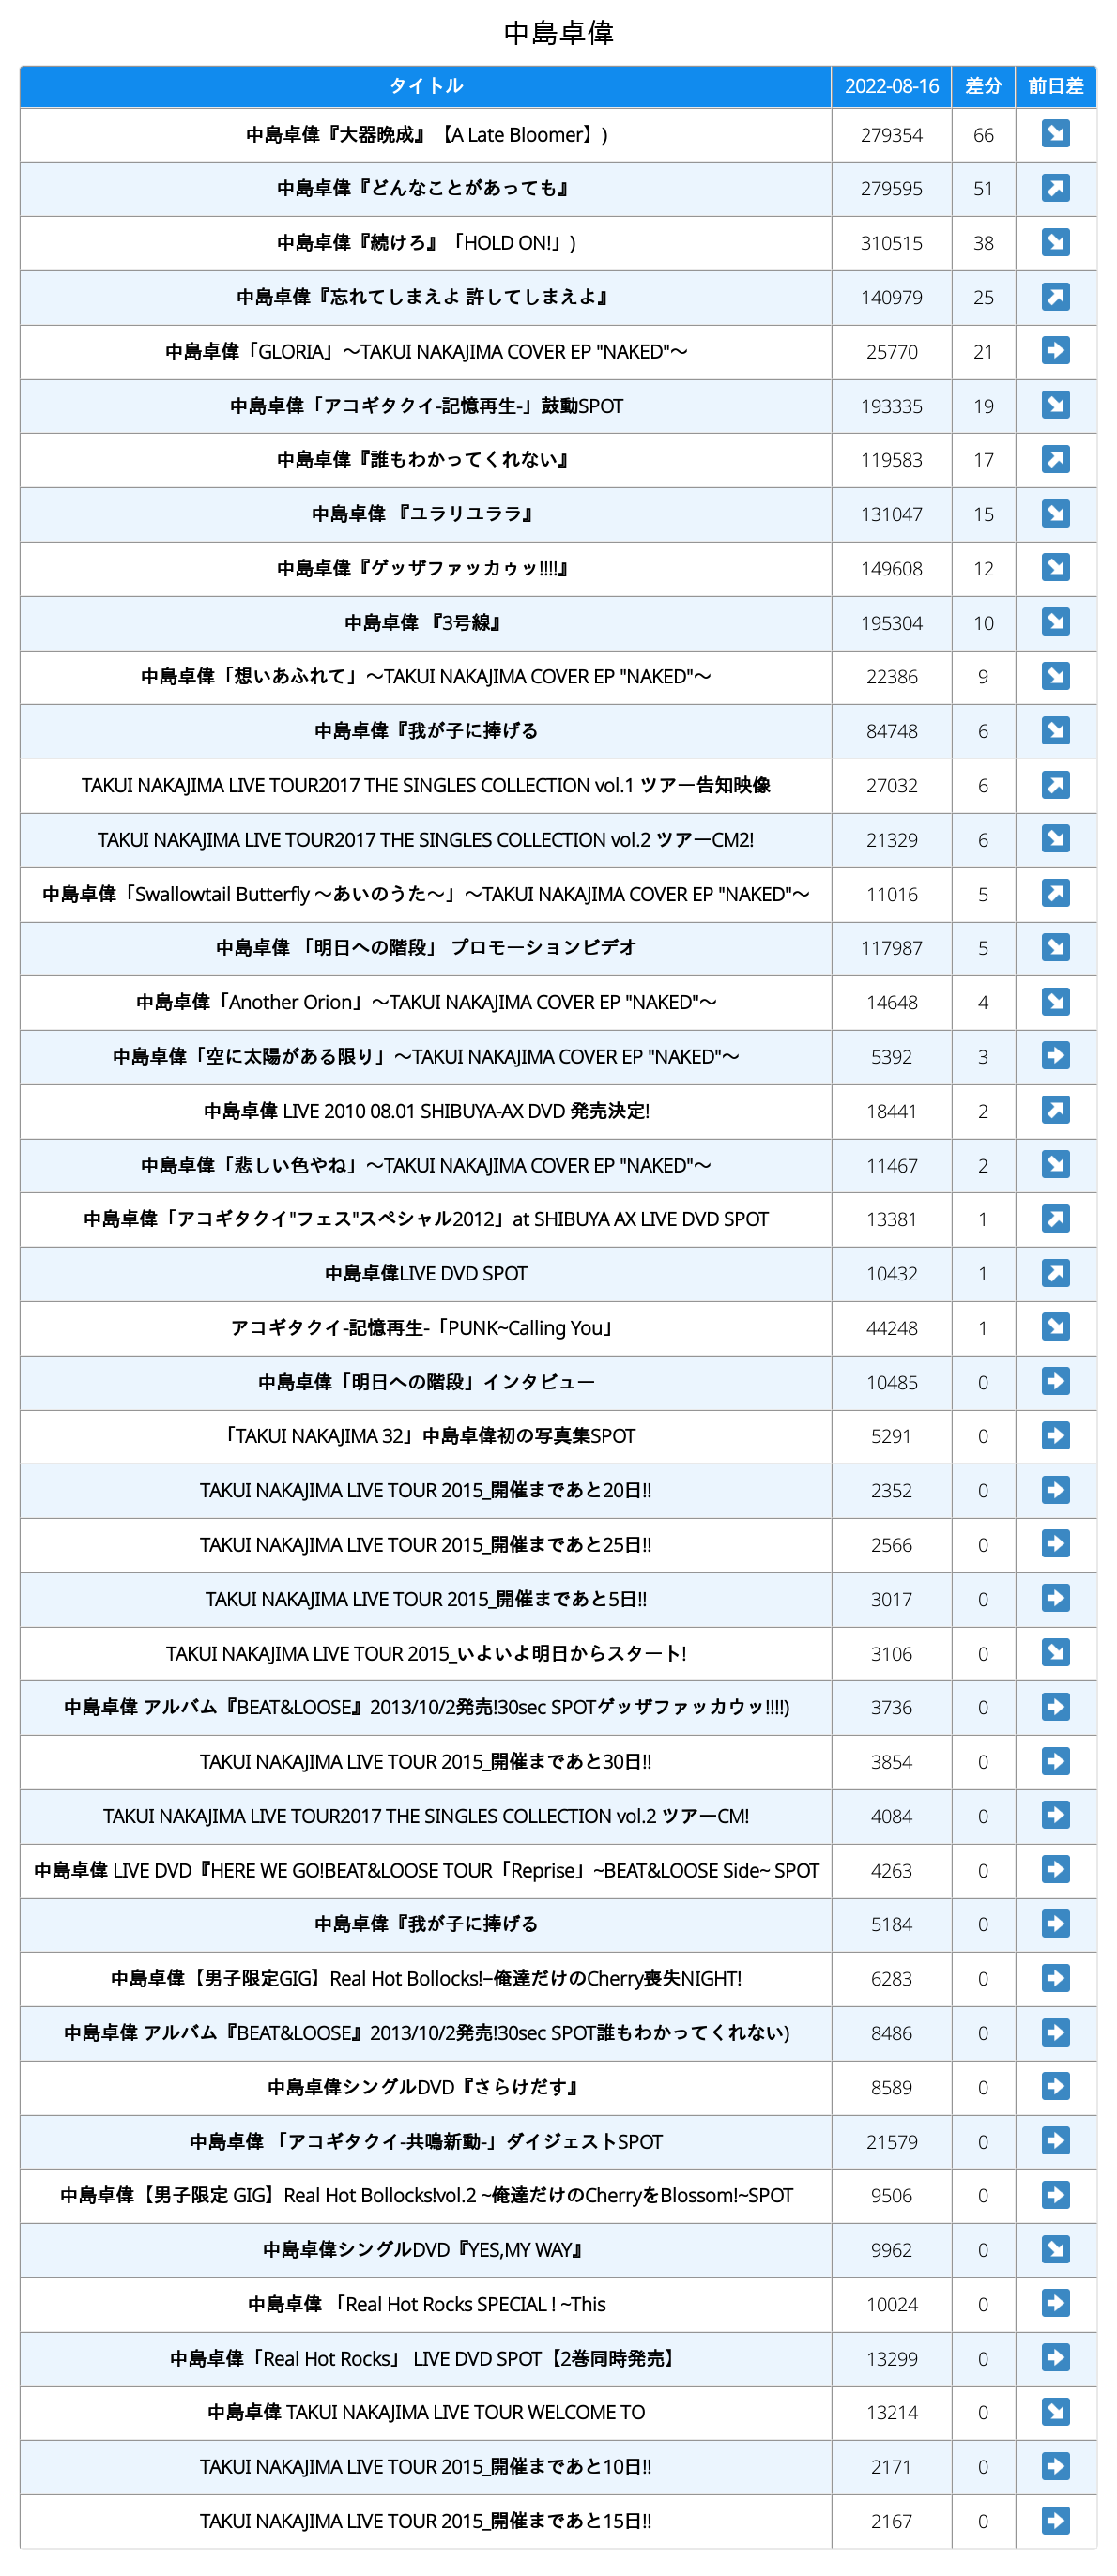 中島卓偉
タイトル 2022-08-16 差分 前日差
中島卓偉『大器晩成』【A Late Bloomer】) 279354 66 ↘
中島卓偉『どんなことがあっても』 279595 51 ↗
中島卓偉『続けろ』「HOLD ON!」) 310515 38 ↘
中島卓偉『忘れてしまえよ 許してしまえよ』 140979 25 ↗
中島卓偉「GLORIA」～TAKUI NAKAJIMA COVER EP "NAKED"～ 25770 21 ➡
中島卓偉「アコギタクイ-記憶再生-」鼓動SPOT 193335 19 ↘
中島卓偉『誰もわかってくれない』 119583 17 ↗
中島卓偉 『ユラリユララ』 131047 15 ↘
中島卓偉『ゲッザファッカゥッ!!!!』 149608 12 ↘
中島卓偉 『3号線』 195304 10 ↘
中島卓偉「想いあふれて」～TAKUI NAKAJIMA COVER EP "NAKED"～ 22386 9 ↘
中島卓偉『我が子に捧げる 84748 6 ↘
TAKUI NAKAJIMA LIVE TOUR2017 THE SINGLES COLLECTION vol.1 ツアー告知映像 27032 6 ↗
TAKUI NAKAJIMA LIVE TOUR2017 THE SINGLES COLLECTION vol.2 ツアーCM2! 21329 6 ↘
中島卓偉「Swallowtail Butterfly ～あいのうた～」～TAKUI NAKAJIMA COVER EP "NAKED"～ 11016 5 ↗
中島卓偉 「明日への階段」 プロモーションビデオ 117987 5 ↘
中島卓偉「Another Orion」～TAKUI NAKAJIMA COVER EP "NAKED"～ 14648 4 ↘
中島卓偉「空に太陽がある限り」～TAKUI NAKAJIMA COVER EP "NAKED"～ 5392 3 ➡
中島卓偉 LIVE 2010 08.01 SHIBUYA-AX DVD 発売決定! 18441 2 ↗
中島卓偉「悲しい色やね」～TAKUI NAKAJIMA COVER EP "NAKED"～ 11467 2 ↘
中島卓偉「アコギタクイ"フェス"スペシャル2012」at SHIBUYA AX LIVE DVD SPOT 13381 1 ↗
中島卓偉LIVE DVD SPOT 10432 1 ↗
アコギタクイ-記憶再生-「PUNK~Calling You」 44248 1 ↘
中島卓偉「明日への階段」インタビュー 10485 0 ➡
「TAKUI NAKAJIMA 32」中島卓偉初の写真集SPOT 5291 0 ➡
TAKUI NAKAJIMA LIVE TOUR 2015_開催まであと20日!! 2352 0 ➡
TAKUI NAKAJIMA LIVE TOUR 2015_開催まであと25日!! 2566 0 ➡
TAKUI NAKAJIMA LIVE TOUR 2015_開催まであと5日!! 3017 0 ➡
TAKUI NAKAJIMA LIVE TOUR 2015_いよいよ明日からスタート! 3106 0 ↘
中島卓偉 アルバム『BEAT&LOOSE』2013/10/2発売!30sec SPOTゲッザファッカウッ!!!!) 3736 0 ➡
TAKUI NAKAJIMA LIVE TOUR 2015_開催まであと30日!! 3854 0 ➡
TAKUI NAKAJIMA LIVE TOUR2017 THE SINGLES COLLECTION vol.2 ツアーCM! 4084 0 ➡
中島卓偉 LIVE DVD『HERE WE GO!BEAT&LOOSE TOUR「Reprise」~BEAT&LOOSE Side~ SPOT 4263 0 ➡
中島卓偉『我が子に捧げる 5184 0 ➡
中島卓偉【男子限定GIG】Real Hot Bollocks!–俺達だけのCherry喪失NIGHT! 6283 0 ➡
中島卓偉 アルバム『BEAT&LOOSE』2013/10/2発売!30sec SPOT誰もわかってくれない) 8486 0 ➡
中島卓偉シングルDVD『さらけだす』 8589 0 ➡
中島卓偉 「アコギタクイ-共鳴新動-」ダイジェストSPOT 21579 0 ➡
中島卓偉【男子限定 GIG】Real Hot Bollocks!vol.2 ~俺達だけのCherryをBlossom!~SPOT 9506 0 ➡
中島卓偉シングルDVD『YES,MY WAY』 9962 0 ↘
中島卓偉 「Real Hot Rocks SPECIAL ! ~This 10024 0 ➡
中島卓偉「Real Hot Rocks」 LIVE DVD SPOT【2巻同時発売】 13299 0 ➡
中島卓偉 TAKUI NAKAJIMA LIVE TOUR WELCOME TO 13214 0 ↘
TAKUI NAKAJIMA LIVE TOUR 2015_開催まであと10日!! 2171 0 ➡
TAKUI NAKAJIMA LIVE TOUR 2015_開催まであと15日!! 2167 0 ➡